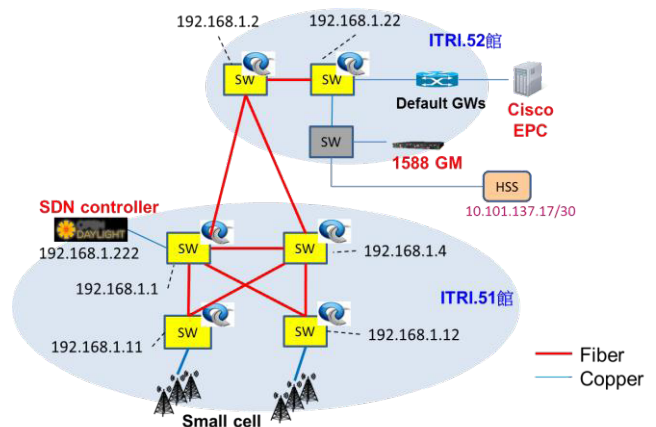 192.168.1.2
192.168.1.22
ITRI.52館
SW
SW
Default GWs
Cisco
EPC
SW
1588 GM
HSS
10.101.137.17/30
SDN controller
OPEN
DAYLIGHT
192.168.1.222
SW
SW
192.168.1.4
192.168.1.1
ITRI.51館
SW
SW
192.168.1.11
192.168.1.12
Fiber
Copper
Small cell